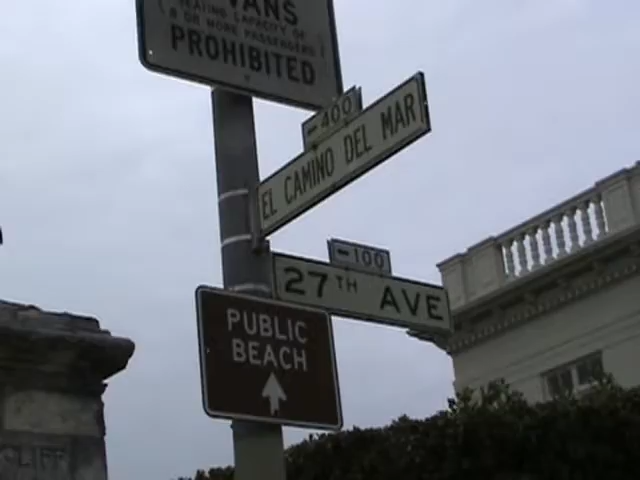 VANS
(SEATING CAPACITY OF
8 OR MORE PASSENGERS)
PROHIBITED
400
EL CAMINO DEL MAR
100
27TH AVE
PUBLIC
BEACH
CLIFF